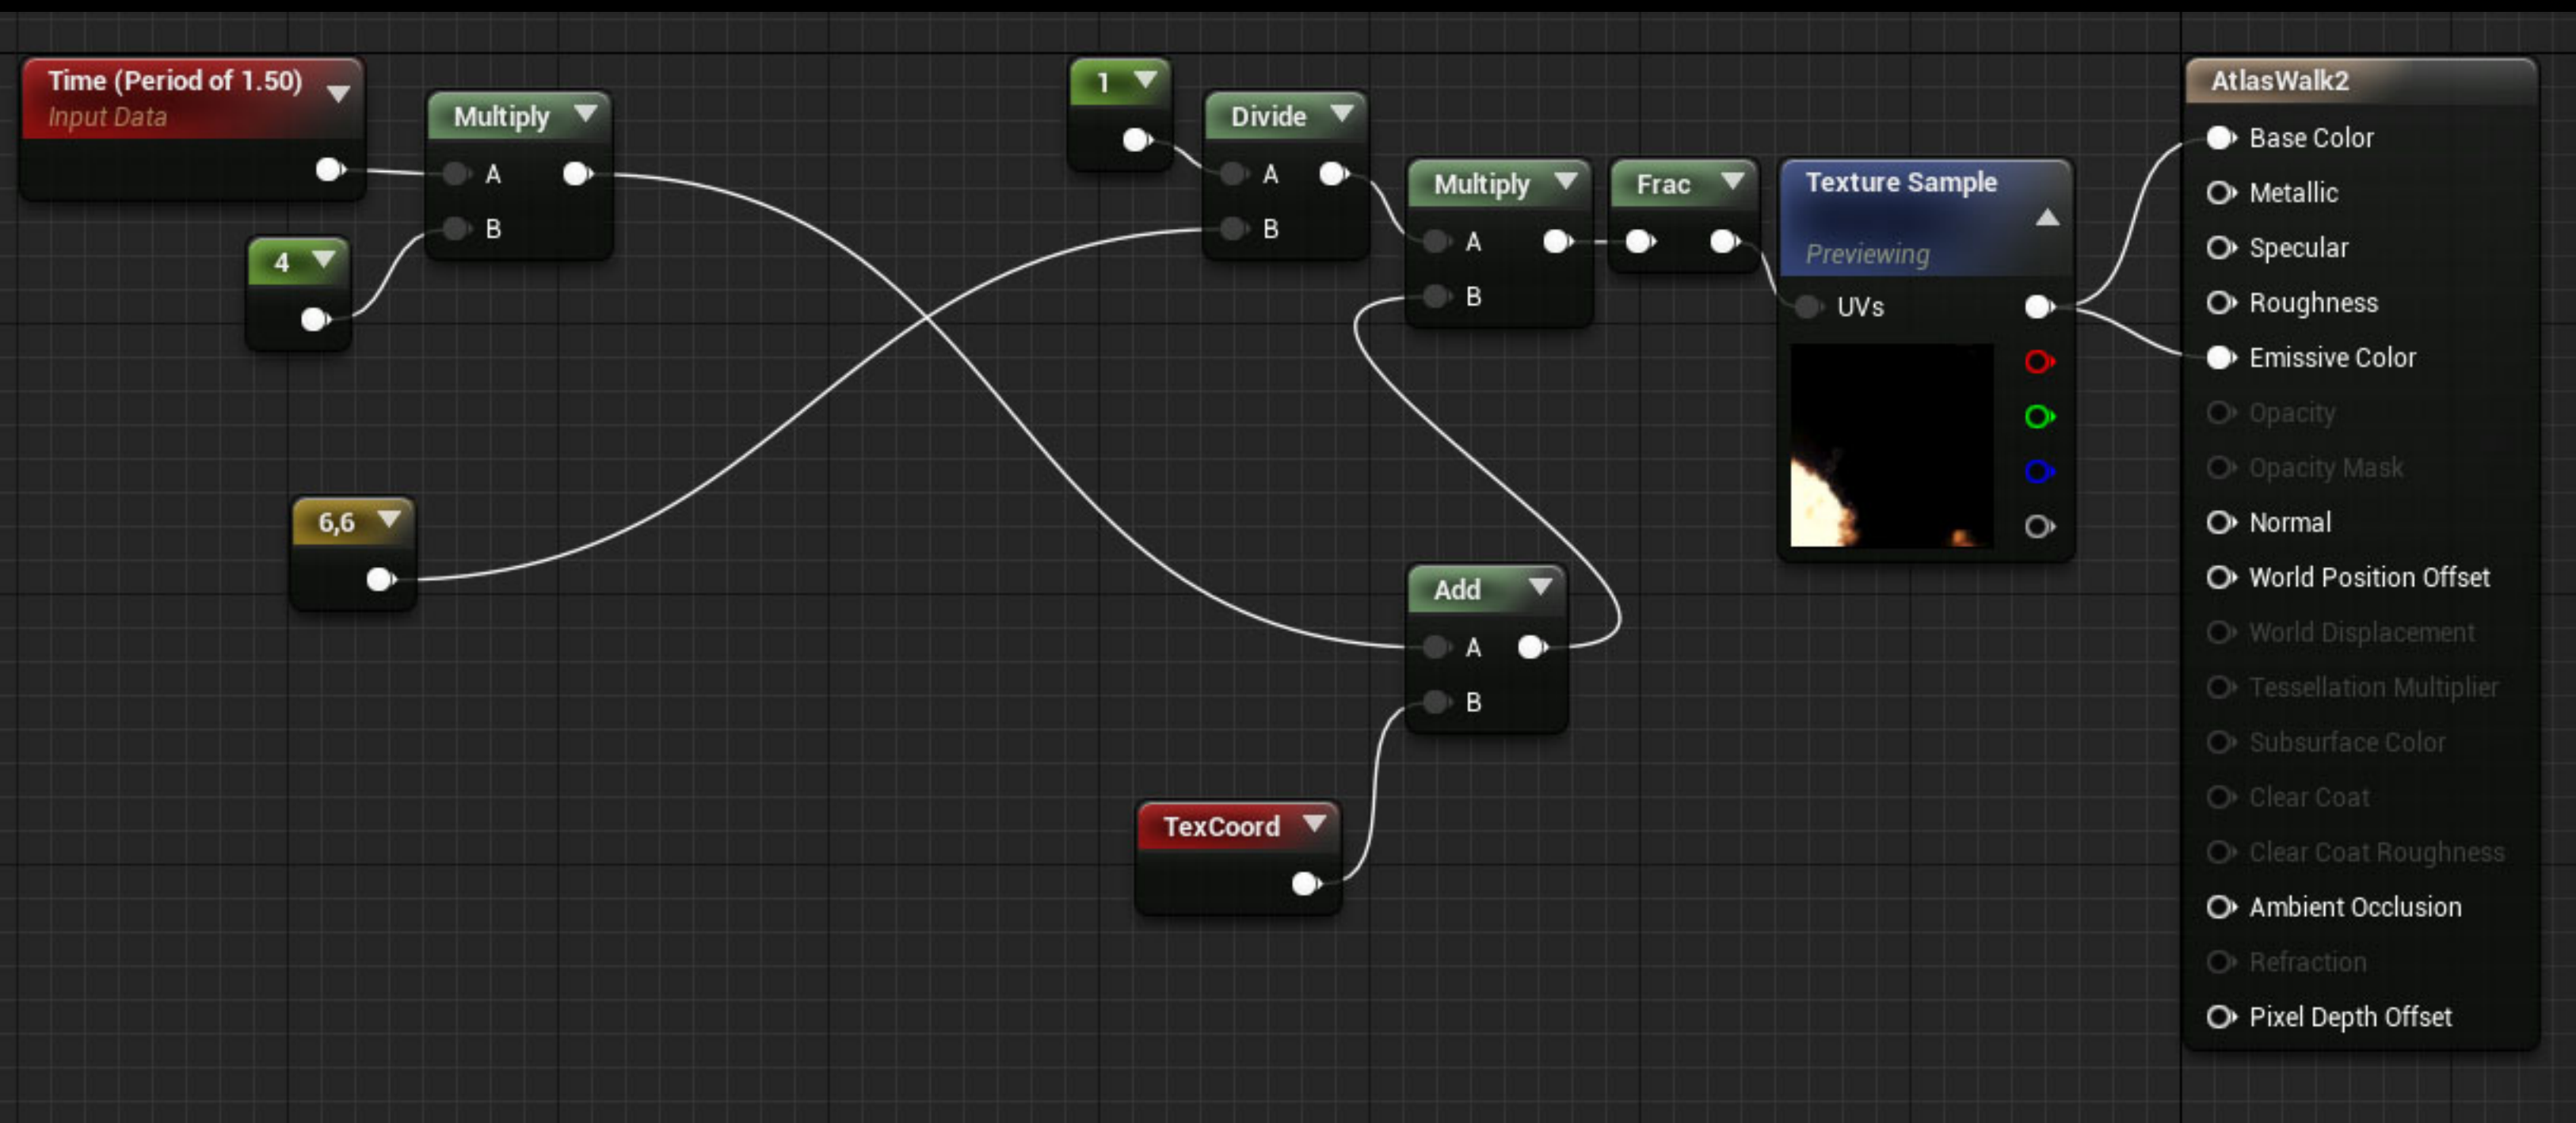 Time (Period of 1.50)
Input Data
Multiply
A
B
4
6,6
1
Divide
A
B
Multiply
A
B
Frac
Texture Sample
Previewing
UVs
Add
A
B
TexCoord
AtlasWalk2
Base Color
Metallic
Specular
Roughness
Emissive Color
Opacity
Opacity Mask
Normal
World Position Offset
World Displacement
Tessellation Multiplier
Subsurface Color
Clear Coat
Clear Coat Roughness
Ambient Occlusion
Refraction
Pixel Depth Offset